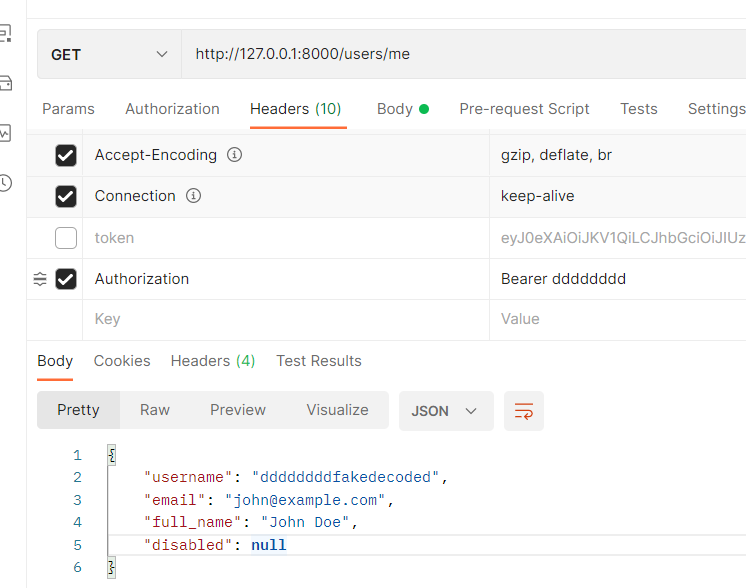 GET http://127.0.0.1:8000/users/me
Params Authorization Headers (10) Body Pre-request Script Tests Settings
Accept-Encoding gzip, deflate, br
Connection keep-alive
token eyJ0eXAiOiJKV1QiLCJhbGciOiJIUz
Authorization Bearer dddddddd
Key Value
Body Cookies Headers (4) Test Results
Pretty Raw Preview Visualize JSON
1 {
2 "username": "ddddddddfakedecoded",
3 "email": "john@example.com",
4 "full_name": "John Doe",
5 "disabled": null
6 }